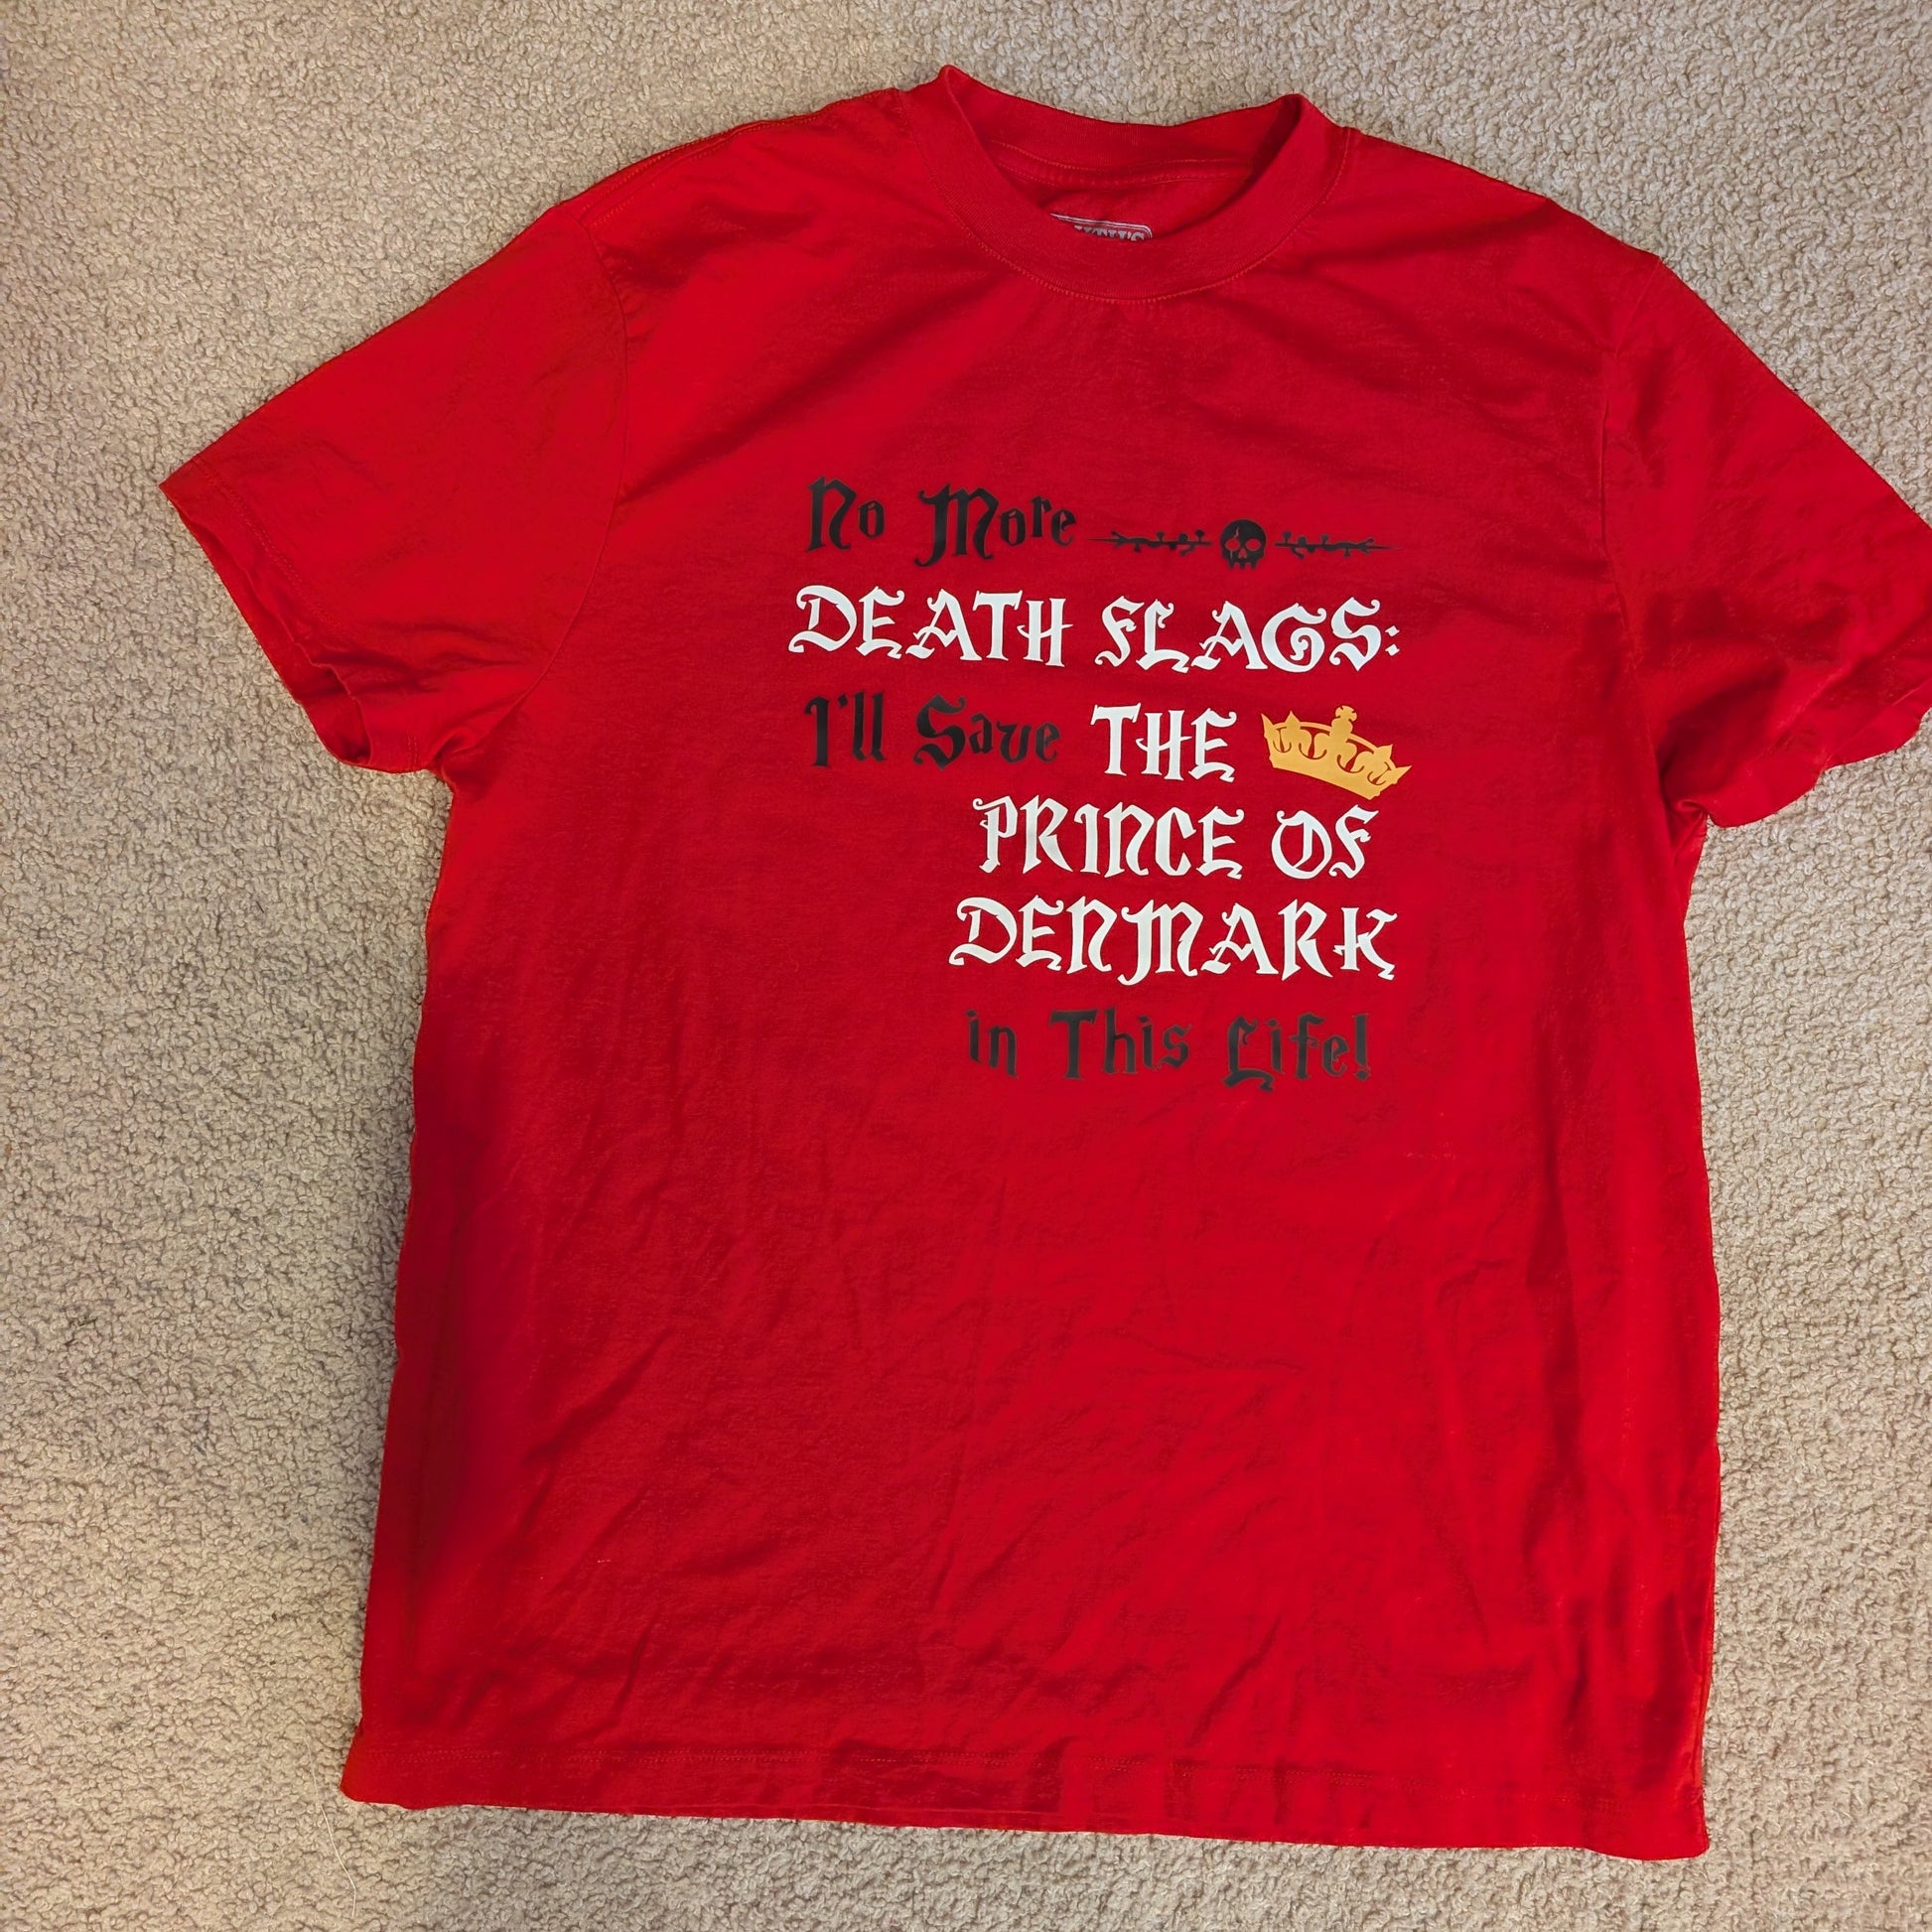 No More
DEATH FLAGS:
I'll Save THE
PRINCE OF
DENMARK
in This Life!